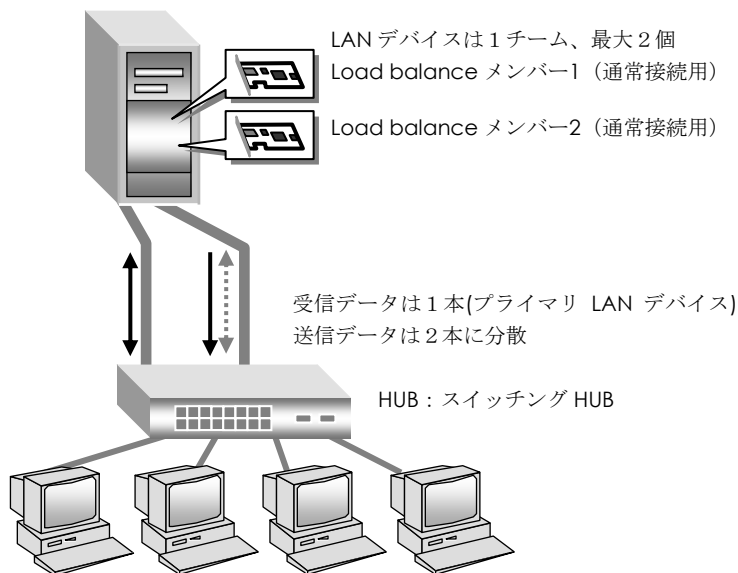 LAN デバイスは１チーム、最大２個
Load balance メンバー1（通常接続用）
Load balance メンバー2（通常接続用）
受信データは１本(プライマリ LAN デバイス)
送信データは２本に分散
HUB：スイッチング HUB